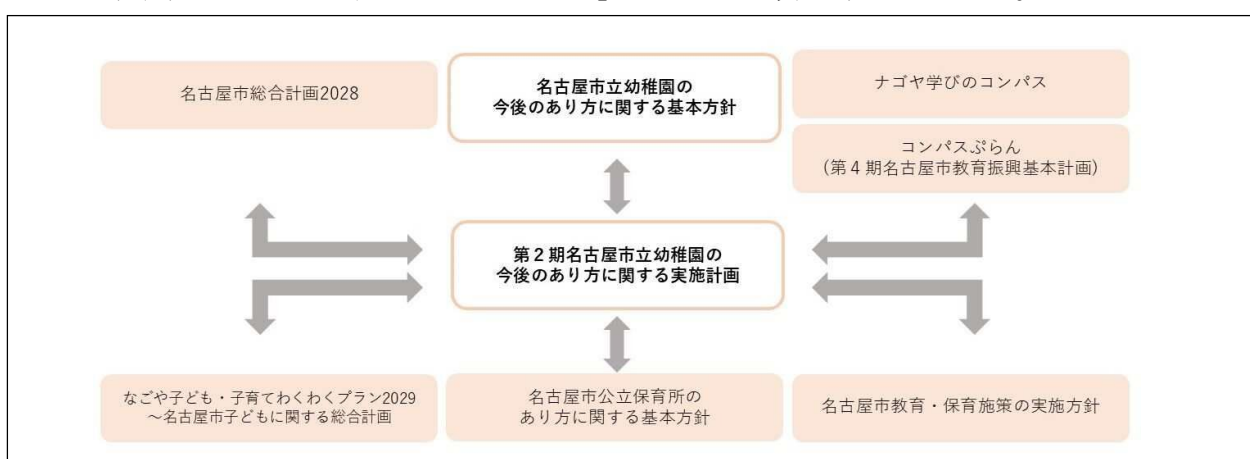 名古屋市総合計画2028
名古屋市立幼稚園の
今後のあり方に関する基本方針
ナゴヤ学びのコンパス
コンパスぷらん
(第4期名古屋市教育振興基本計画)
第2期名古屋市立幼稚園の
今後のあり方に関する実施計画
なごや子ども・子育てわくわくプラン2029
～名古屋市子どもに関する総合計画
名古屋市公立保育所の
あり方に関する基本方針
名古屋市教育・保育施策の実施方針